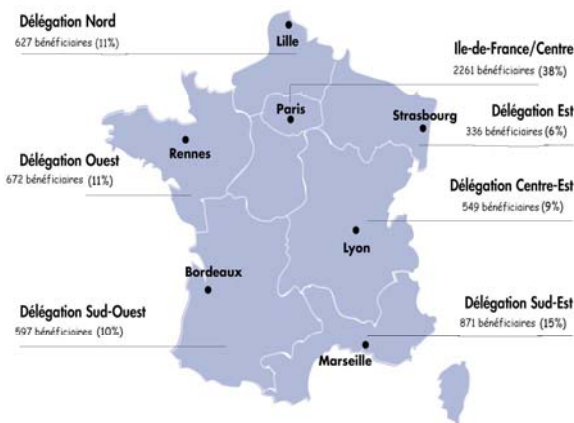 Délégation Nord
627 bénéficiaires (11%)
Lille
Ile-de-France/Centre
2261 bénéficiaires (38%)
Paris
Strasbourg
Délégation Est
336 bénéficiaires (6%)
Rennes
Délégation Ouest
672 bénéficiaires (11%)
Délégation Centre-Est
549 bénéficiaires (9%)
Lyon
Bordeaux
Délégation Sud-Ouest
597 bénéficiaires (10%)
Délégation Sud-Est
871 bénéficiaires (15%)
Marseille